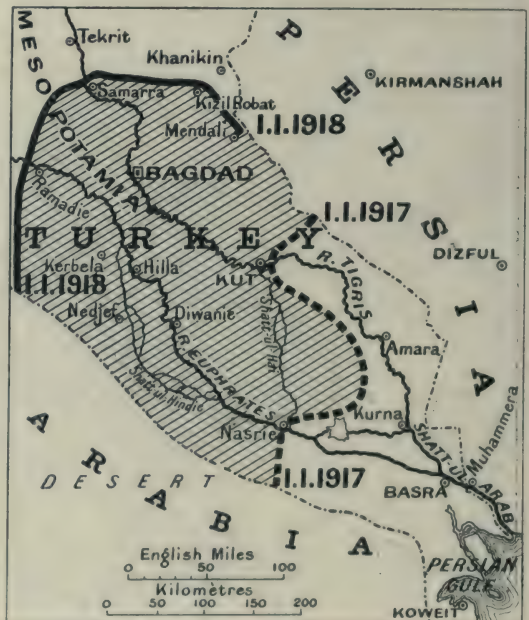 MESOPOTAMIA
PERSIA
Tekrit
Khanikin
KIRMANSHAH
Samarra
Kizil Robat
Mendali
1.1.1918
BAGDAD
Ramadie
1.1.1917
TURKEY
DIZFUL
Kerbela
Hilla
KUT
R. TIGRIS
1.1.1918
Nedjef
Diwanie
Shatt-ul-Hai
Amara
R. EUPHRATES
Shatt-ul-Hindie
Kurna
Muhammera
Nasrie
SHATT-UL-ARAB
ARABIA
DESERT
1.1.1917
BASRA
English Miles
0 50 100
Kilomètres
0 50 100 150 200
PERSIAN
GULF
KOWEIT